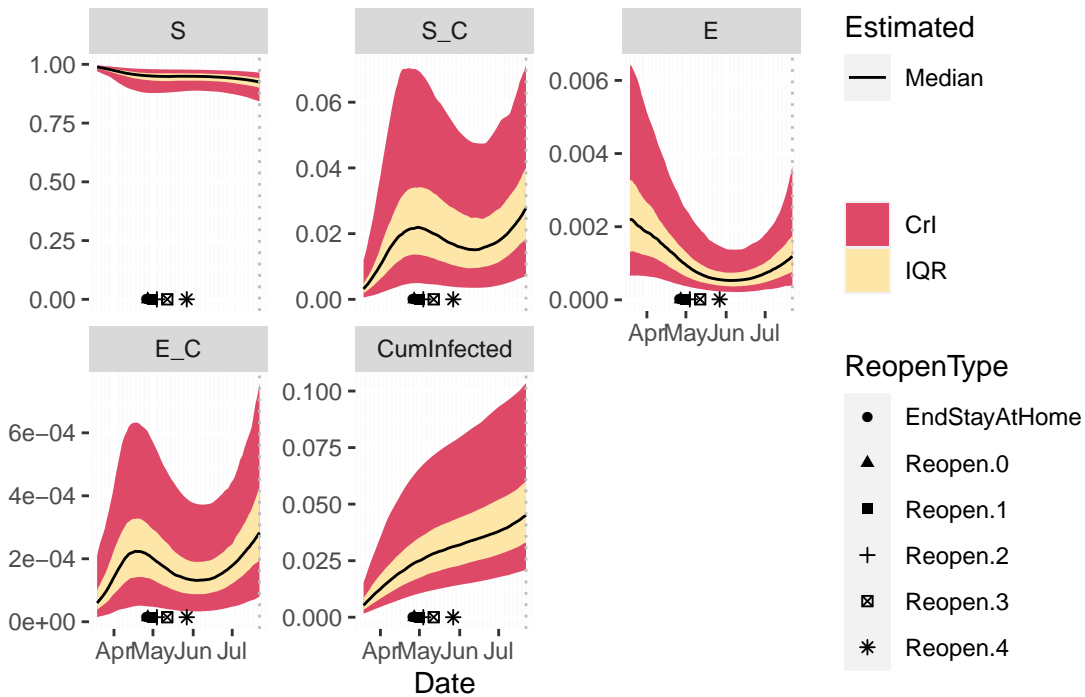 S
S_C
E
1.00
0.75
0.50
0.25
0.00
0.06
0.04
0.02
0.00
0.006
0.004
0.002
0.000
Apr May Jun Jul
E_C
CumInfected
6e−04
4e−04
2e−04
0e+00
Apr May Jun Jul
0.100
0.075
0.050
0.025
0.000
Apr May Jun Jul
Date
Estimated
Median
CrI
IQR
ReopenType
EndStayAtHome
Reopen.0
Reopen.1
Reopen.2
Reopen.3
Reopen.4